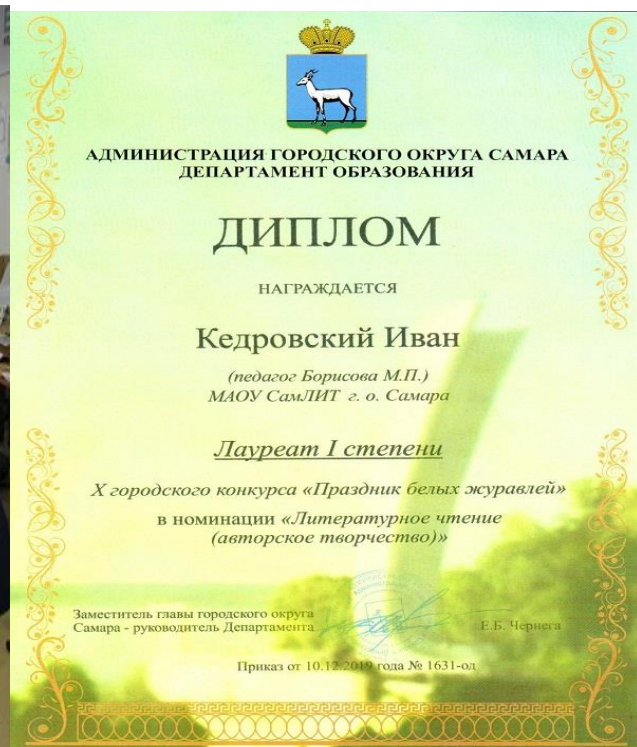 АДМИНИСТРАЦИЯ ГОРОДСКОГО ОКРУГА САМАРА
ДЕПАРТАМЕНТ ОБРАЗОВАНИЯ
ДИПЛОМ
НАГРАЖДАЕТСЯ
Кедровский Иван
(педагог Борисова М.П.)
МАОУ СамЛИТ г. о. Самара
Лауреат I степени
X городского конкурса «Праздник белых журавлей»
в номинации «Литературное чтение
(авторское творчество)»
Заместитель главы городского округа
Самара - руководитель Департамента
Е.Б. Чернега
Приказ от 10.12.2019 года № 1631-од